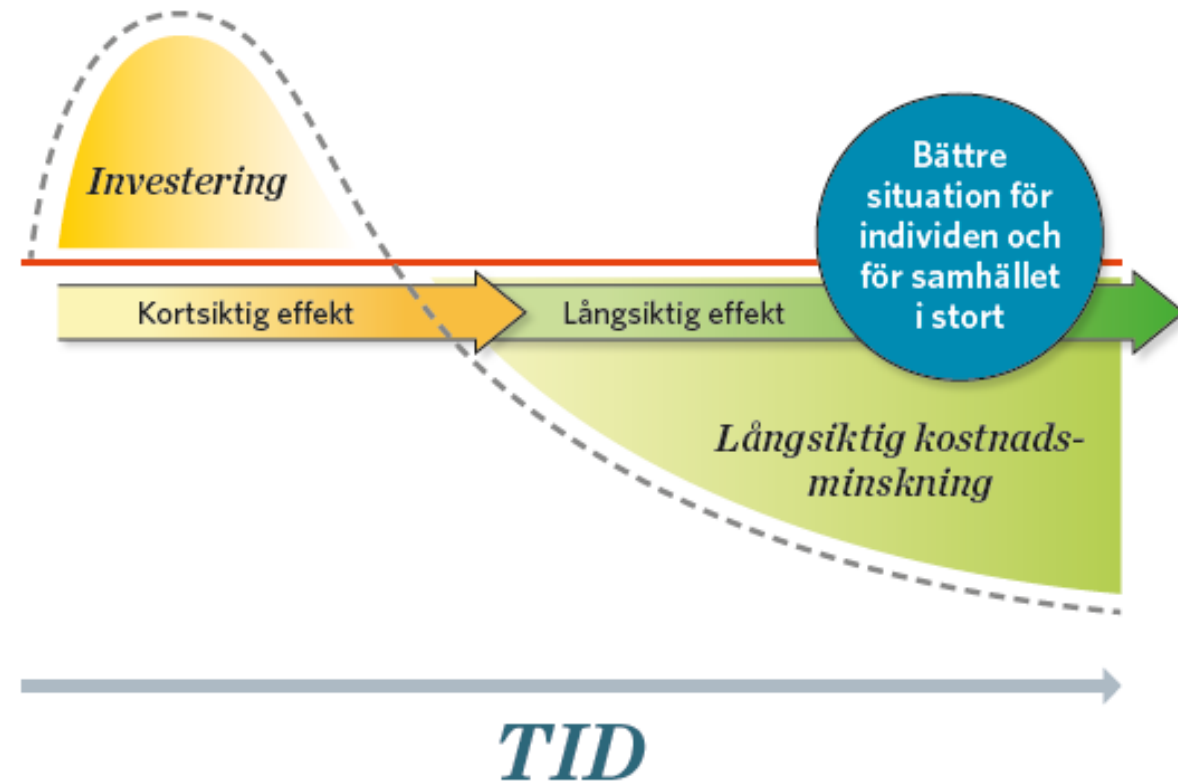 Investering
Bättre
situation för
individen och
för samhället
i stort
Kortsiktig effekt
Långsiktig effekt
Långsiktig kostnads-
minskning
TID